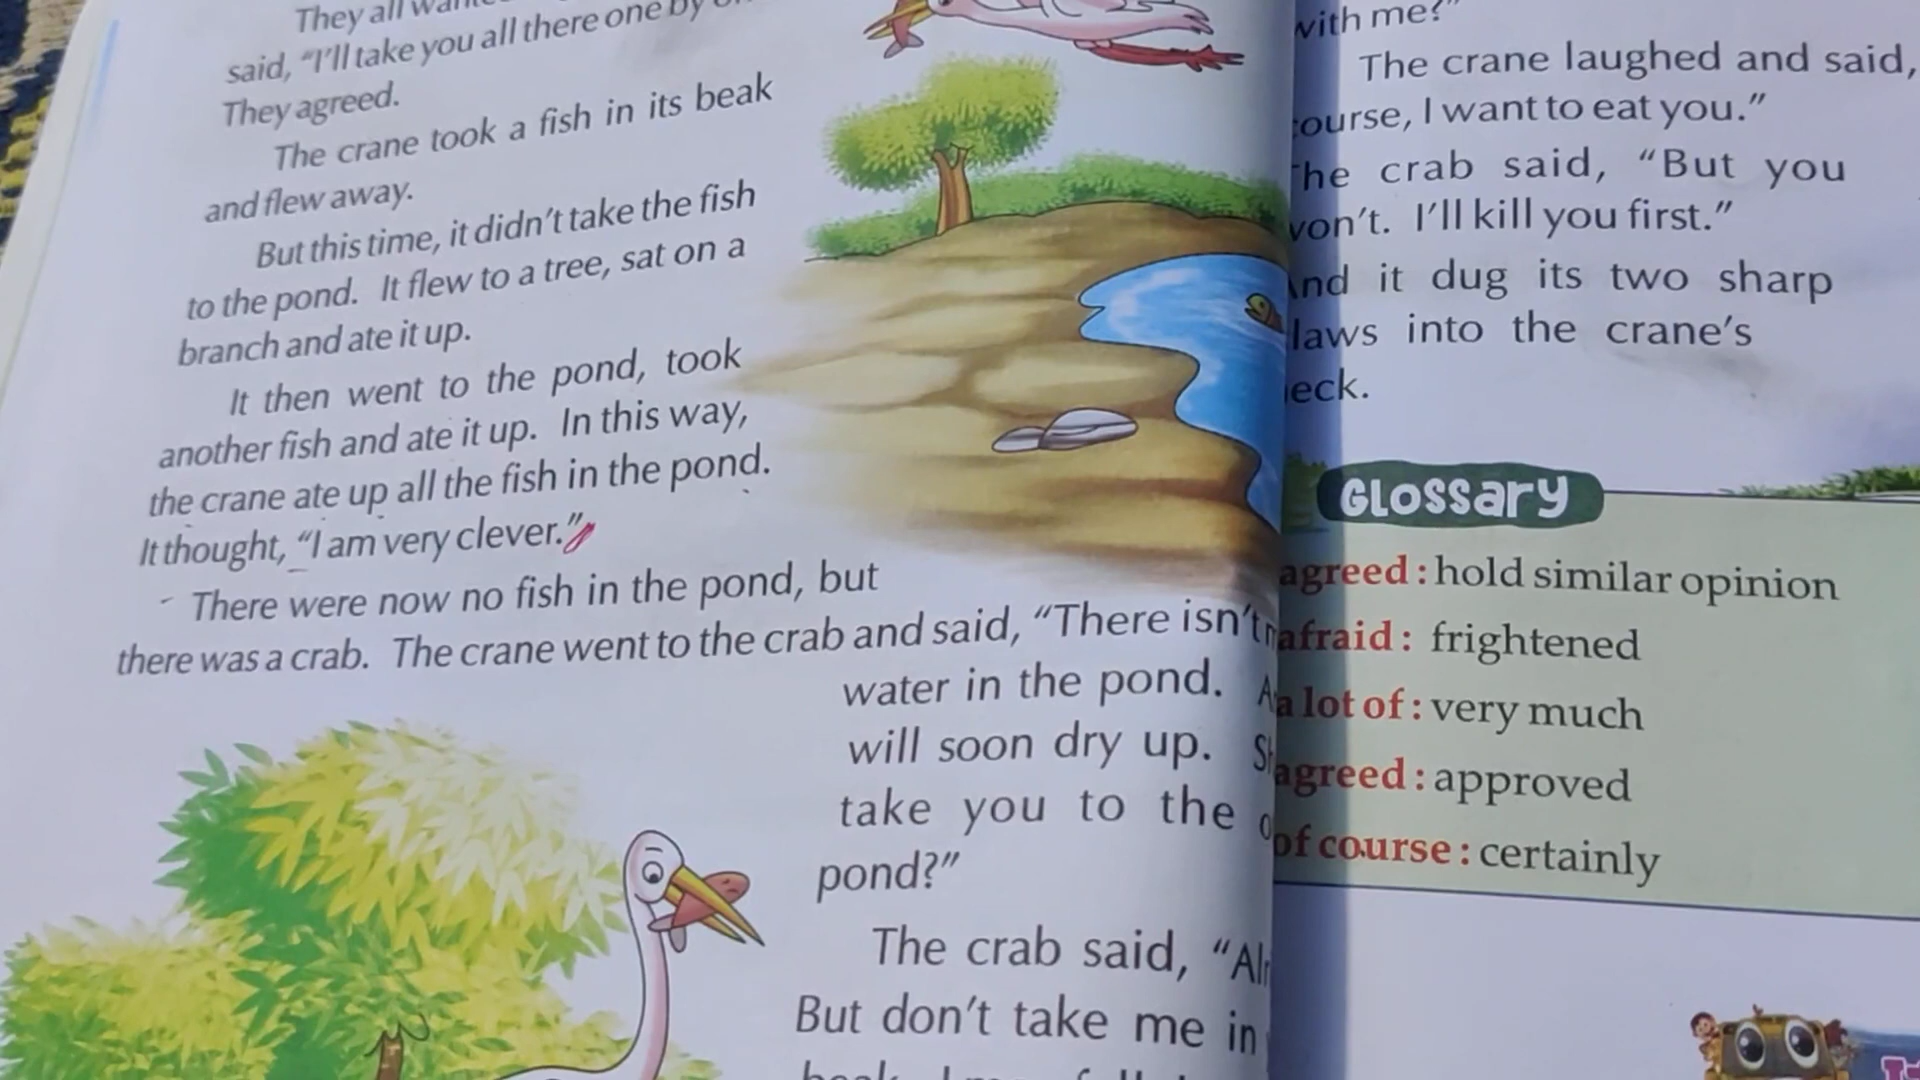 They all
said, "I'll take you all there one by
They agreed.
The crane took a fish in its beak
and flew away.
But this time, it didn't take the fish
to the pond. It flew to a tree, sat on a
branch and ate it up.
It then went to the pond, took
another fish and ate it up. In this way,
the crane ate up all the fish in the pond.
It thought, "I am very clever."
There were now no fish in the pond, but
there was a crab. The crane went to the crab and said, "There isn't
water in the pond.
will soon dry up.
take you to the
pond?"
The crab said,
But don't take me in
with me?"
The crane laughed and said,
course, I want to eat you."
The crab said, "But you
won't. I'll kill you first."
And it dug its two sharp
claws into the crane's
neck.
GLOSSARY
agreed : hold similar opinion
afraid : frightened
a lot of : very much
agreed : approved
of course : certainly